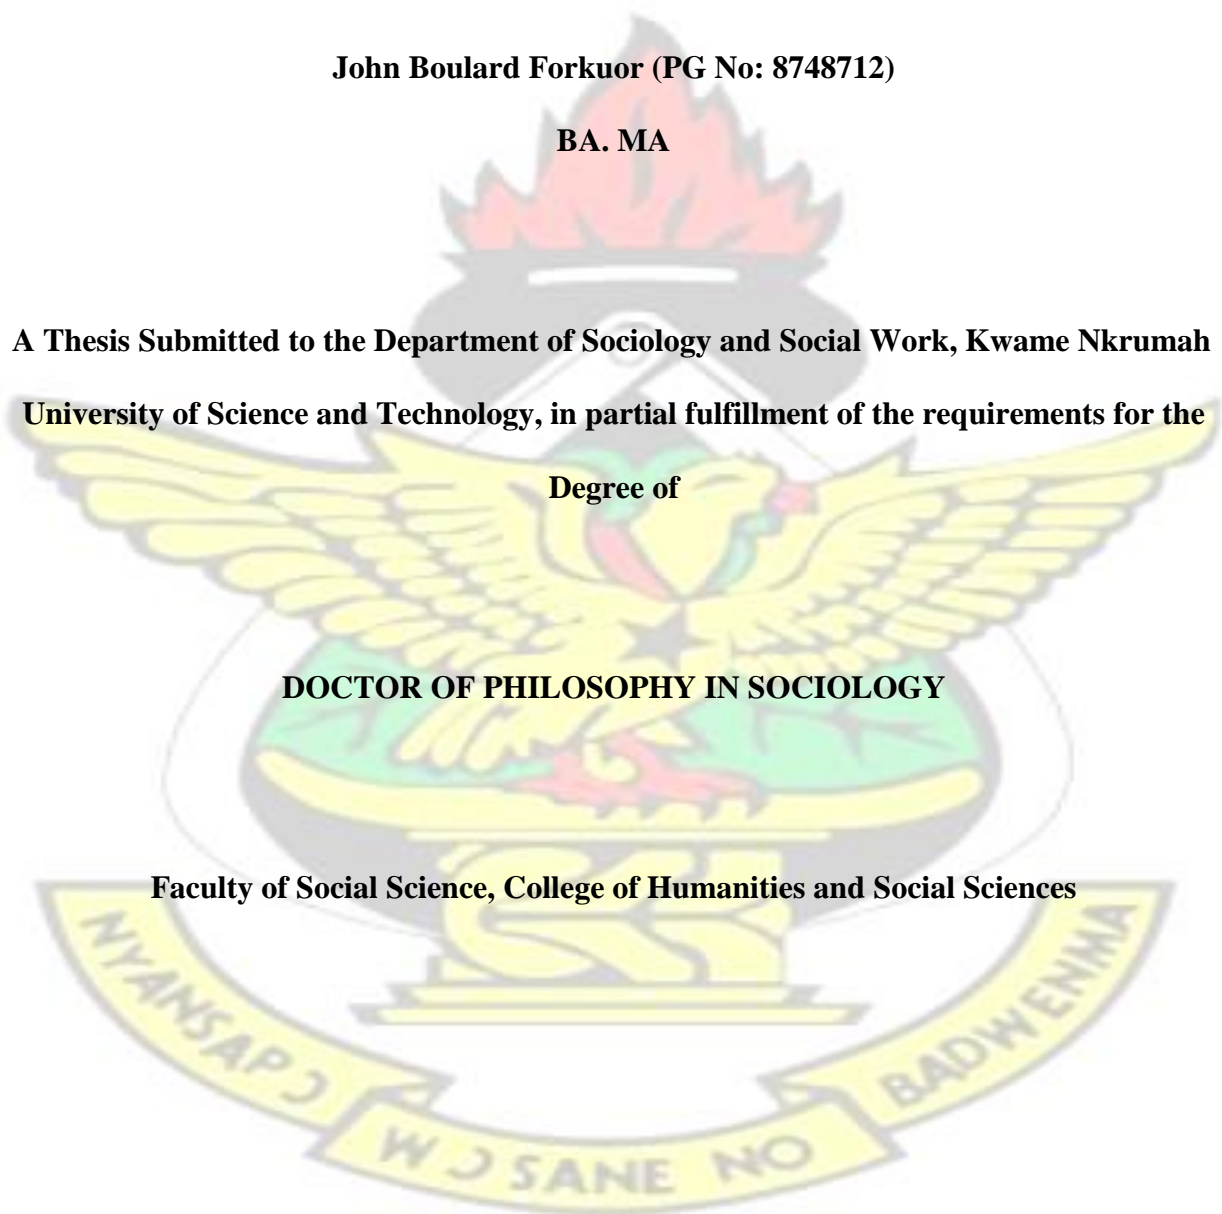 John Boulard Forkuor (PG No: 8748712)
BA. MA
A Thesis Submitted to the Department of Sociology and Social Work, Kwame Nkrumah
University of Science and Technology, in partial fulfillment of the requirements for the
Degree of
DOCTOR OF PHILOSOPHY IN SOCIOLOGY
Faculty of Social Science, College of Humanities and Social Sciences
NYANSAPƆ
WƆSANE NO
BADWENMA